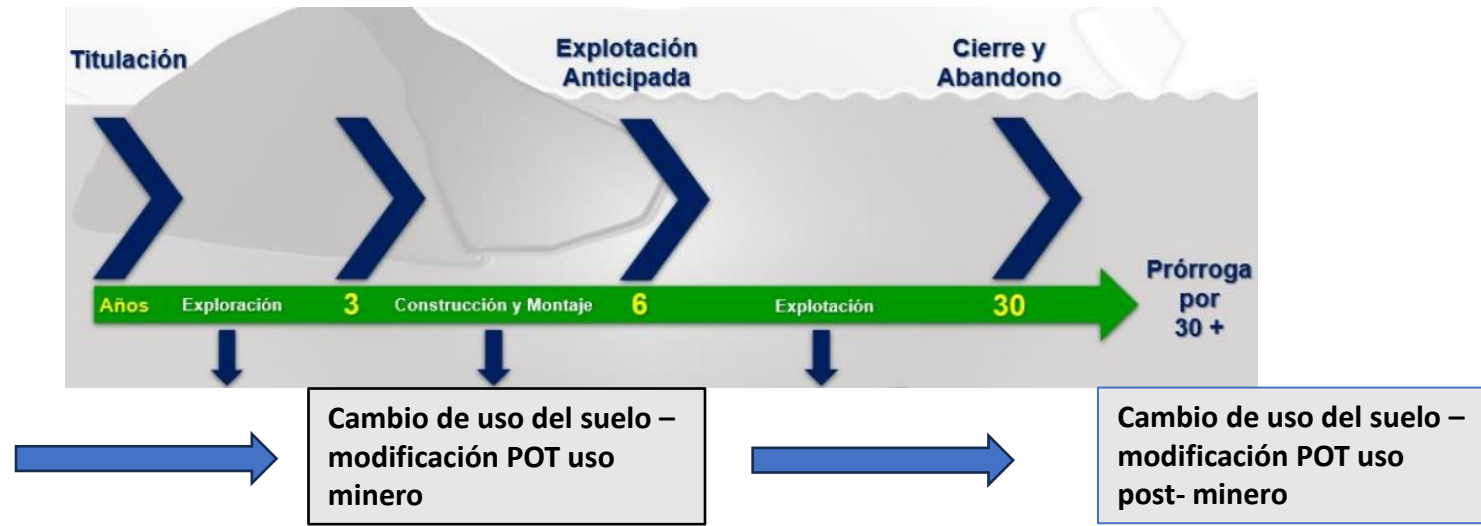 Titulación
Explotación
Anticipada
Cierre y
Abandono
Años Exploración 3 Construcción y Montaje 6 Explotación 30
Prórroga
por
30 +
Cambio de uso del suelo –
modificación POT uso
minero
Cambio de uso del suelo –
modificación POT uso
post- minero